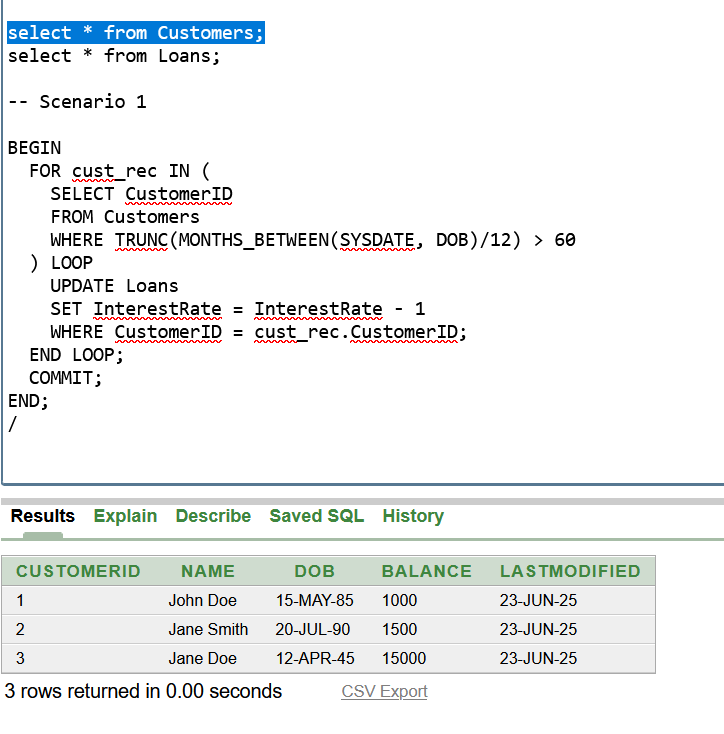 select * from Customers;
select * from Loans;
-- Scenario 1
BEGIN
FOR cust_rec IN (
SELECT CustomerID
FROM Customers
WHERE TRUNC(MONTHS_BETWEEN(SYSDATE, DOB)/12) > 60
) LOOP
UPDATE Loans
SET InterestRate = InterestRate - 1
WHERE CustomerID = cust_rec.CustomerID;
END LOOP;
COMMIT;
END;
/
Results Explain Describe Saved SQL History
CUSTOMERID NAME DOB BALANCE LASTMODIFIED
1 John Doe 15-MAY-85 1000 23-JUN-25
2 Jane Smith 20-JUL-90 1500 23-JUN-25
3 Jane Doe 12-APR-45 15000 23-JUN-25
3 rows returned in 0.00 seconds CSV Export